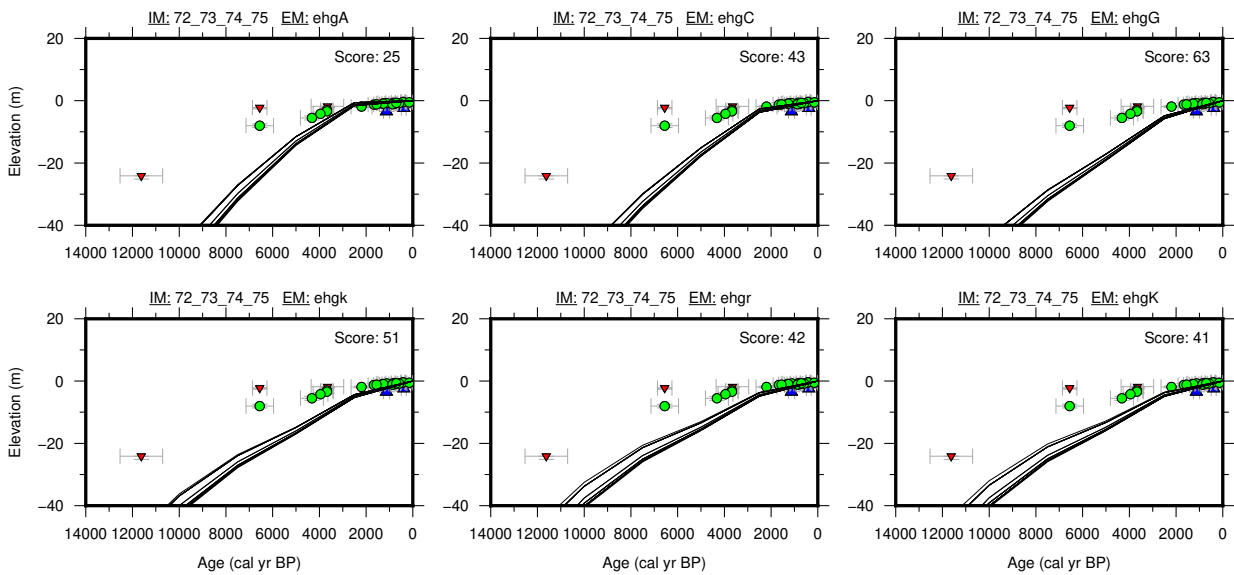 IM: 72_73_74_75 EM: ehgA
IM: 72_73_74_75 EM: ehgC
IM: 72_73_74_75 EM: ehgG
Score: 25
Score: 43
Score: 63
Elevation (m)
20
0
−20
−40
14000 12000 10000 8000 6000 4000 2000 0
14000 12000 10000 8000 6000 4000 2000 0
14000 12000 10000 8000 6000 4000 2000 0
IM: 72_73_74_75 EM: ehgk
IM: 72_73_74_75 EM: ehgr
IM: 72_73_74_75 EM: ehgK
Score: 51
Score: 42
Score: 41
Elevation (m)
20
0
−20
−40
14000 12000 10000 8000 6000 4000 2000 0
14000 12000 10000 8000 6000 4000 2000 0
14000 12000 10000 8000 6000 4000 2000 0
Age (cal yr BP)
Age (cal yr BP)
Age (cal yr BP)